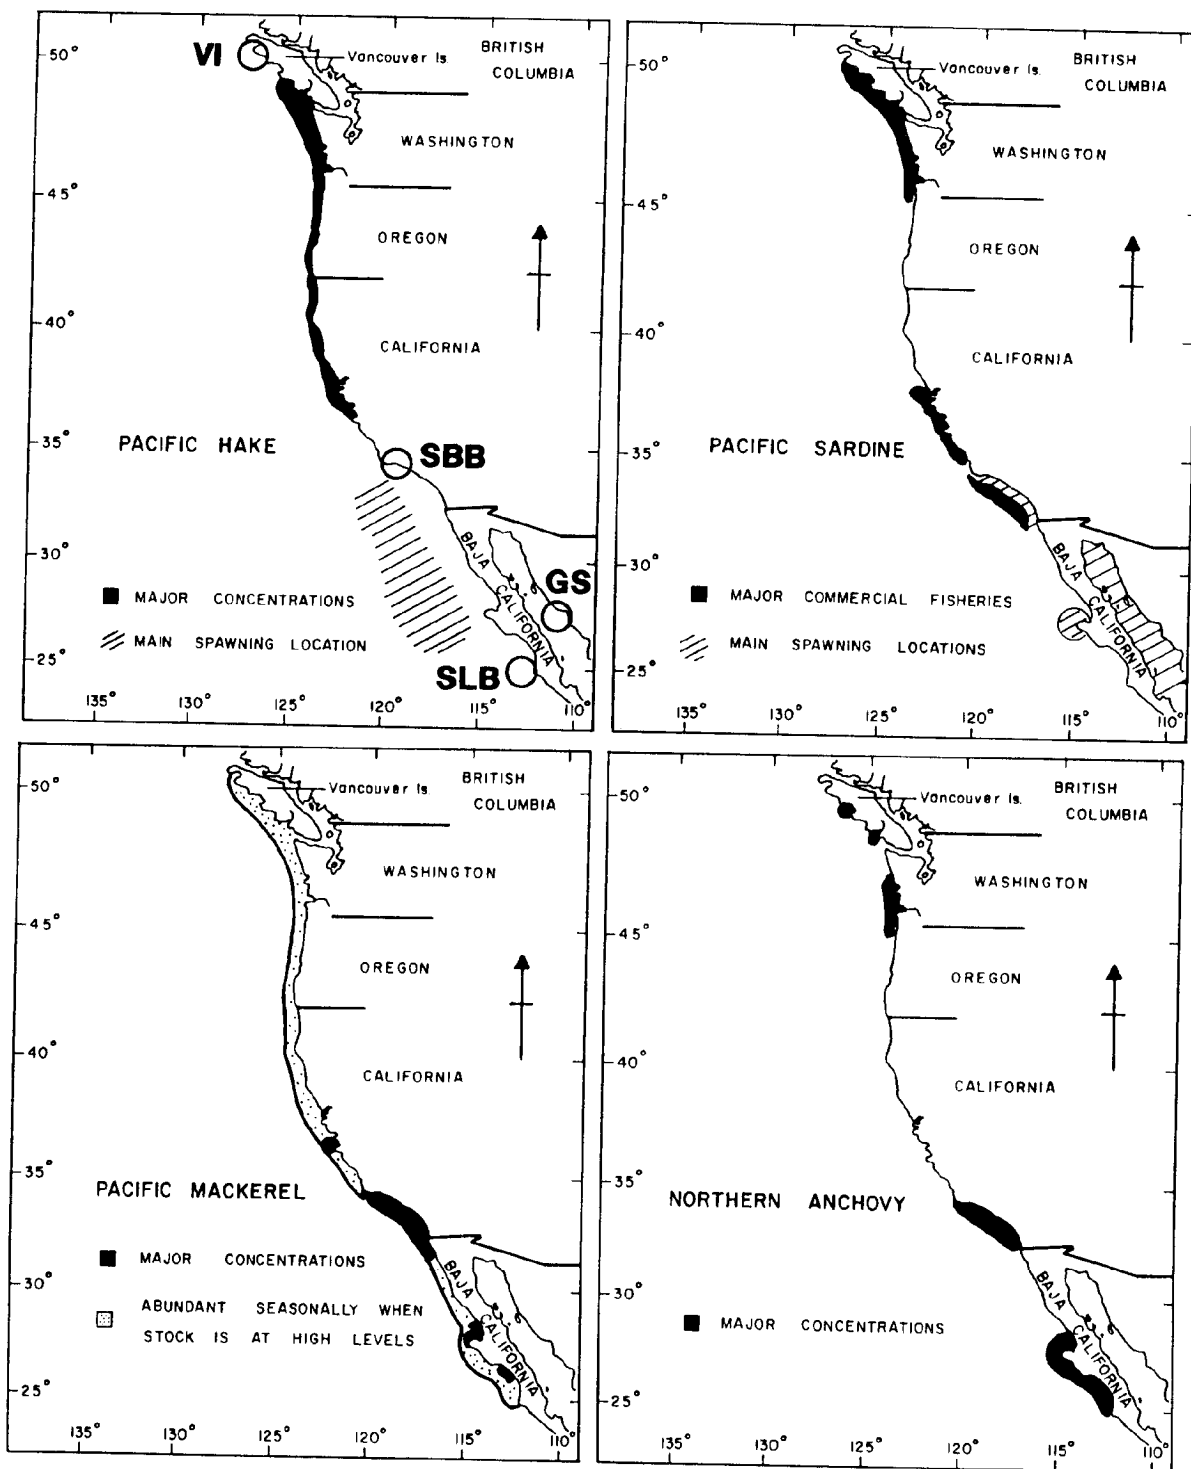 50°
VI
Vancouver Is.
BRITISH
COLUMBIA
WASHINGTON
45°
OREGON
40°
CALIFORNIA
35°
PACIFIC HAKE
SBB
30°
BAJA
CALIFORNIA
GS
MAJOR CONCENTRATIONS
MAIN SPAWNING LOCATION
25°
SLB
135° 130° 125° 120° 115° 110°
50°
Vancouver Is.
BRITISH
COLUMBIA
WASHINGTON
45°
OREGON
40°
CALIFORNIA
35°
PACIFIC SARDINE
30°
BAJA
CALIFORNIA
MAJOR COMMERCIAL FISHERIES
MAIN SPAWNING LOCATIONS
25°
135° 130° 125° 120° 115° 110°
50°
Vancouver Is.
BRITISH
COLUMBIA
WASHINGTON
45°
OREGON
40°
CALIFORNIA
35°
PACIFIC MACKEREL
MAJOR CONCENTRATIONS
30°
BAJA
CALIFORNIA
ABUNDANT SEASONALLY WHEN
STOCK IS AT HIGH LEVELS
25°
135° 130° 125° 120° 115° 110°
50°
Vancouver Is.
BRITISH
COLUMBIA
WASHINGTON
45°
OREGON
40°
CALIFORNIA
35°
NORTHERN ANCHOVY
30°
BAJA
CALIFORNIA
MAJOR CONCENTRATIONS
25°
135° 130° 125° 120° 115° 110°